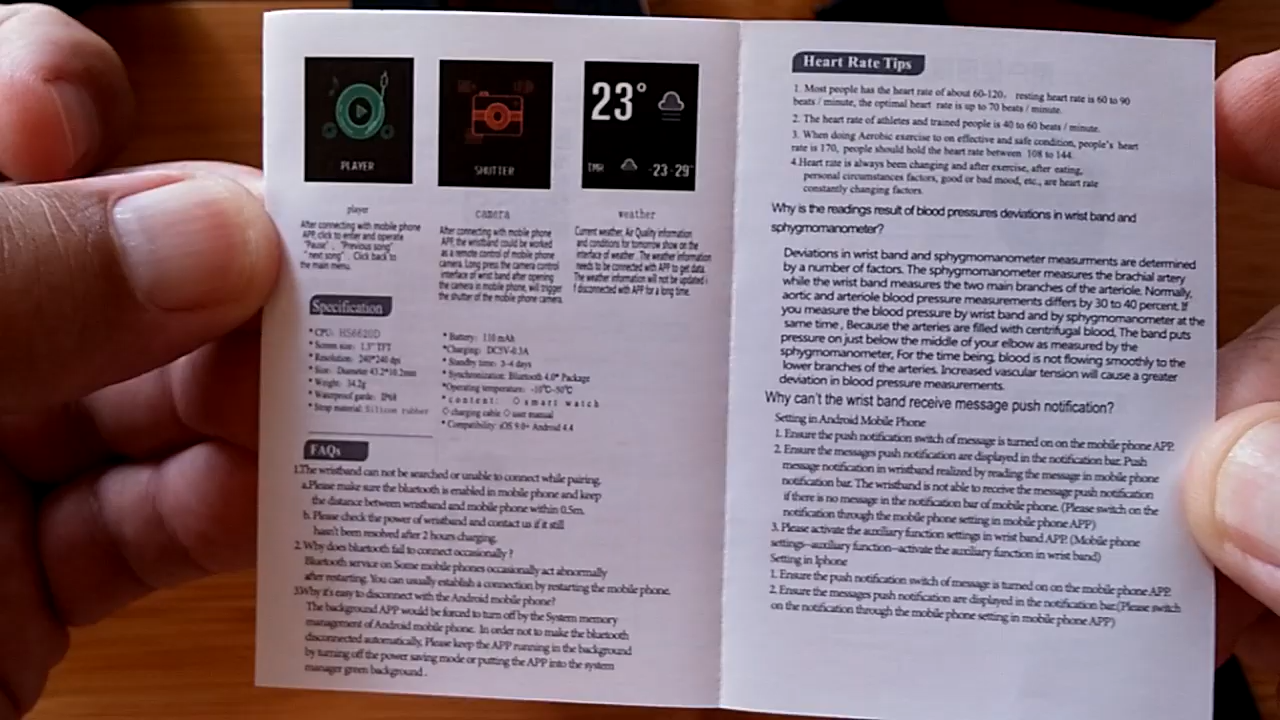 PLAYER
SHUTTER
23°
TMR
-23-29°
player
After connecting with mobile phone
APP, click to enter and operate
"Pause" , "Previous song"
"next song" . Click back to
the main menu.
camera
After connecting with mobile phone
APP, the wristband could be worked
as a remote control of mobile phone
camera. Long press the camera control
interface of wrist band after opening
the camera in mobile phone, will trigger
the shutter of the mobile phone camera.
weather
Current weather, Air Quality information
and conditions for tomorrow show on the
interface of weather. The weather information
needs to be connected with APP to get data.
The weather information will not be updated i
f disconnected with APP for a long time.
Specification
* CPU: HS6620D
* Screen size: 1.3" TFT
* Resolution: 240*240 dpi
* Size: Diameter 43.2*10.2mm
* Weight: 34.2g
* Waterproof garde: IP68
* Strap material: Silicon rubber
* Battery: 110 mAh
*Charging: DC5V-0.3A
* Standby time: 3-4 days
* Synchronization: Bluetooth 4.0* Package
*Operating temperature: -10℃-50℃
* content: ◇ smart watch
◇ charging cable ◇ user manual
* Compatibility: iOS 9.0+ Android 4.4
FAQs
1.The wristband can not be searched or unable to connect while pairing.
a.Please make sure the bluetooth is enabled in mobile phone and keep
the distance between wristband and mobile phone within 0.5m.
b. Please check the power of wristband and contact us if it still
hasn't been resolved after 2 hours charging.
2. Why does bluetooth fail to connect occasionally ?
Bluetooth service on Some mobile phones occasionally act abnormally
after restarting. You can usually establish a connection by restarting the mobile phone.
3.Why it's easy to disconnect with the Android mobile phone?
The background APP would be forced to turn off by the System memory
management of Android mobile phone. In order not to make the bluetooth
disconnected automatically, Please keep the APP running in the background
by turning off the power saving mode or putting the APP into the system
manager green background .
Heart Rate Tips
1. Most people has the heart rate of about 60-120, resting heart rate is 60 to 90
beats / minute, the optimal heart rate is up to 70 beats / minute.
2. The heart rate of athletes and trained people is 40 to 60 beats / minute.
3. When doing Aerobic exercise to on effective and safe condition, people's heart
rate is 170, people should hold the heart rate between 108 to 144.
4.Heart rate is always been changing and after exercise, after eating,
personal circumstances factors, good or bad mood, etc., are heart rate
constantly changing factors.
Why is the readings result of blood pressures deviations in wrist band and
sphygmomanometer?
Deviations in wrist band and sphygmomanometer measurments are determined
by a number of factors. The sphygmomanometer measures the brachial artery
while the wrist band measures the two main branches of the arteriole. Normally,
aortic and arteriole blood pressure measurements differs by 30 to 40 percent. If
you measure the blood pressure by wrist band and by sphygmomanometer at the
same time , Because the arteries are filled with centrifugal blood, The band puts
pressure on just below the middle of your elbow as measured by the
sphygmomanometer, For the time being, blood is not flowing smoothly to the
lower branches of the arteries. Increased vascular tension will cause a greater
deviation in blood pressure measurements.
Why can't the wrist band receive message push notification?
Setting in Android Mobile Phone
1. Ensure the push notification switch of message is turned on on the mobile phone APP.
2. Ensure the messages push notification are displayed in the notification bar. Push
message notification in wristband realized by reading the message in mobile phone
notification bar. The wristband is not able to receive the message push notification
if there is no message in the notification bar of mobile phone. (Please switch on the
notification through the mobile phone setting in mobile phone APP)
3. Please activate the auxiliary function settings in wrist band APP. (Mobile phone
settings–auxiliary function–activate the auxiliary function in wrist band)
Setting in Iphone
1. Ensure the push notification switch of message is turned on on the mobile phone APP.
2. Ensure the messages push notification are displayed in the notification bar.(Please switch
on the notification through the mobile phone setting in mobile phone APP)